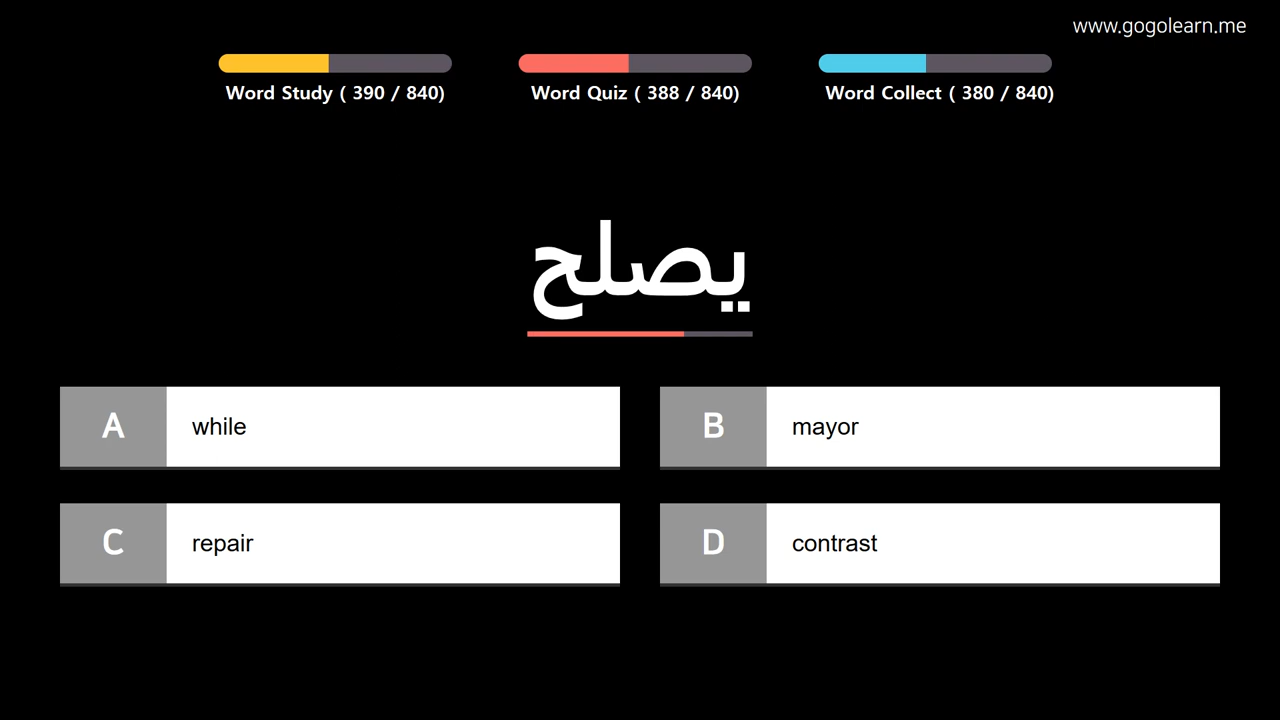 www.gogolearn.me
Word Study ( 390 / 840)
Word Quiz ( 388 / 840)
Word Collect ( 380 / 840)
يصلح
A while
B mayor
C repair
D contrast